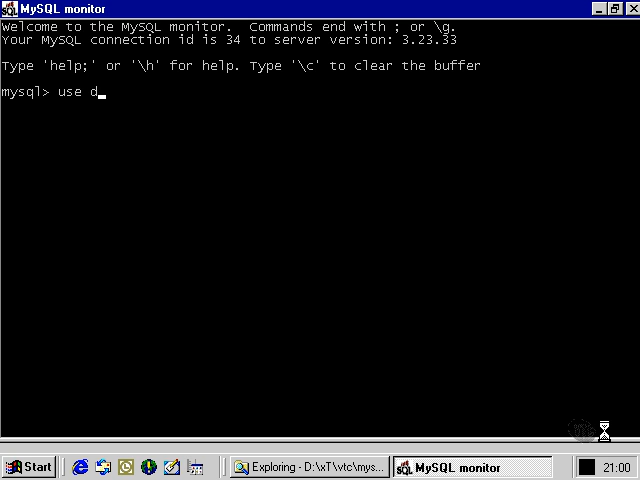 MySQL monitor
Welcome to the MySQL monitor.  Commands end with ; or \g.
Your MySQL connection id is 34 to server version: 3.23.33
Type 'help;' or '\h' for help. Type '\c' to clear the buffer
mysql> use d
Start
Exploring - D:\xT\vtc\mys...
MySQL monitor
21:00